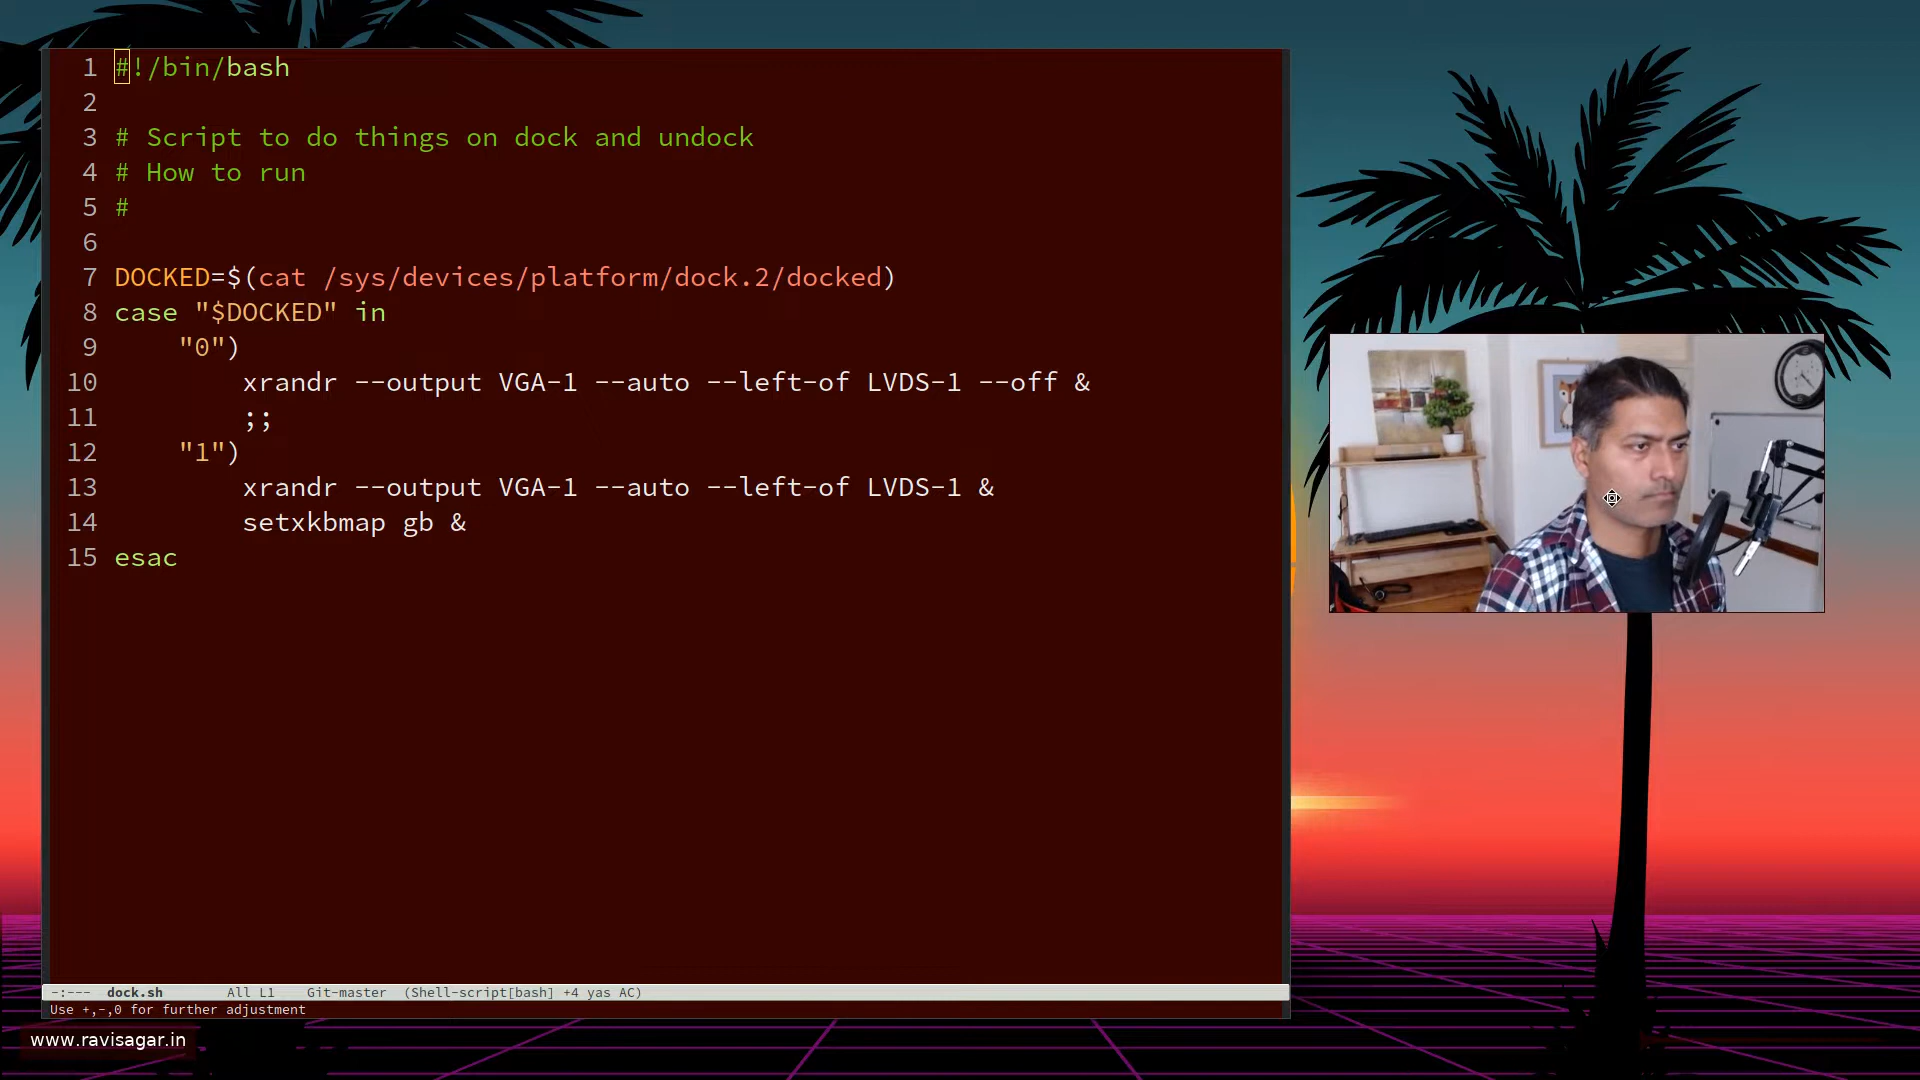 1 #!/bin/bash
2
3 # Script to do things on dock and undock
4 # How to run
5 #
6
7 DOCKED=$(cat /sys/devices/platform/dock.2/docked)
8 case "$DOCKED" in
9     "0")
10         xrandr --output VGA-1 --auto --left-of LVDS-1 --off &
11         ;;
12     "1")
13         xrandr --output VGA-1 --auto --left-of LVDS-1 &
14         setxkbmap gb &
15 esac
-:---  dock.sh        All L1    Git-master  (Shell-script[bash] +4 yas AC)
Use +,-,0 for further adjustment
www.ravisagar.in